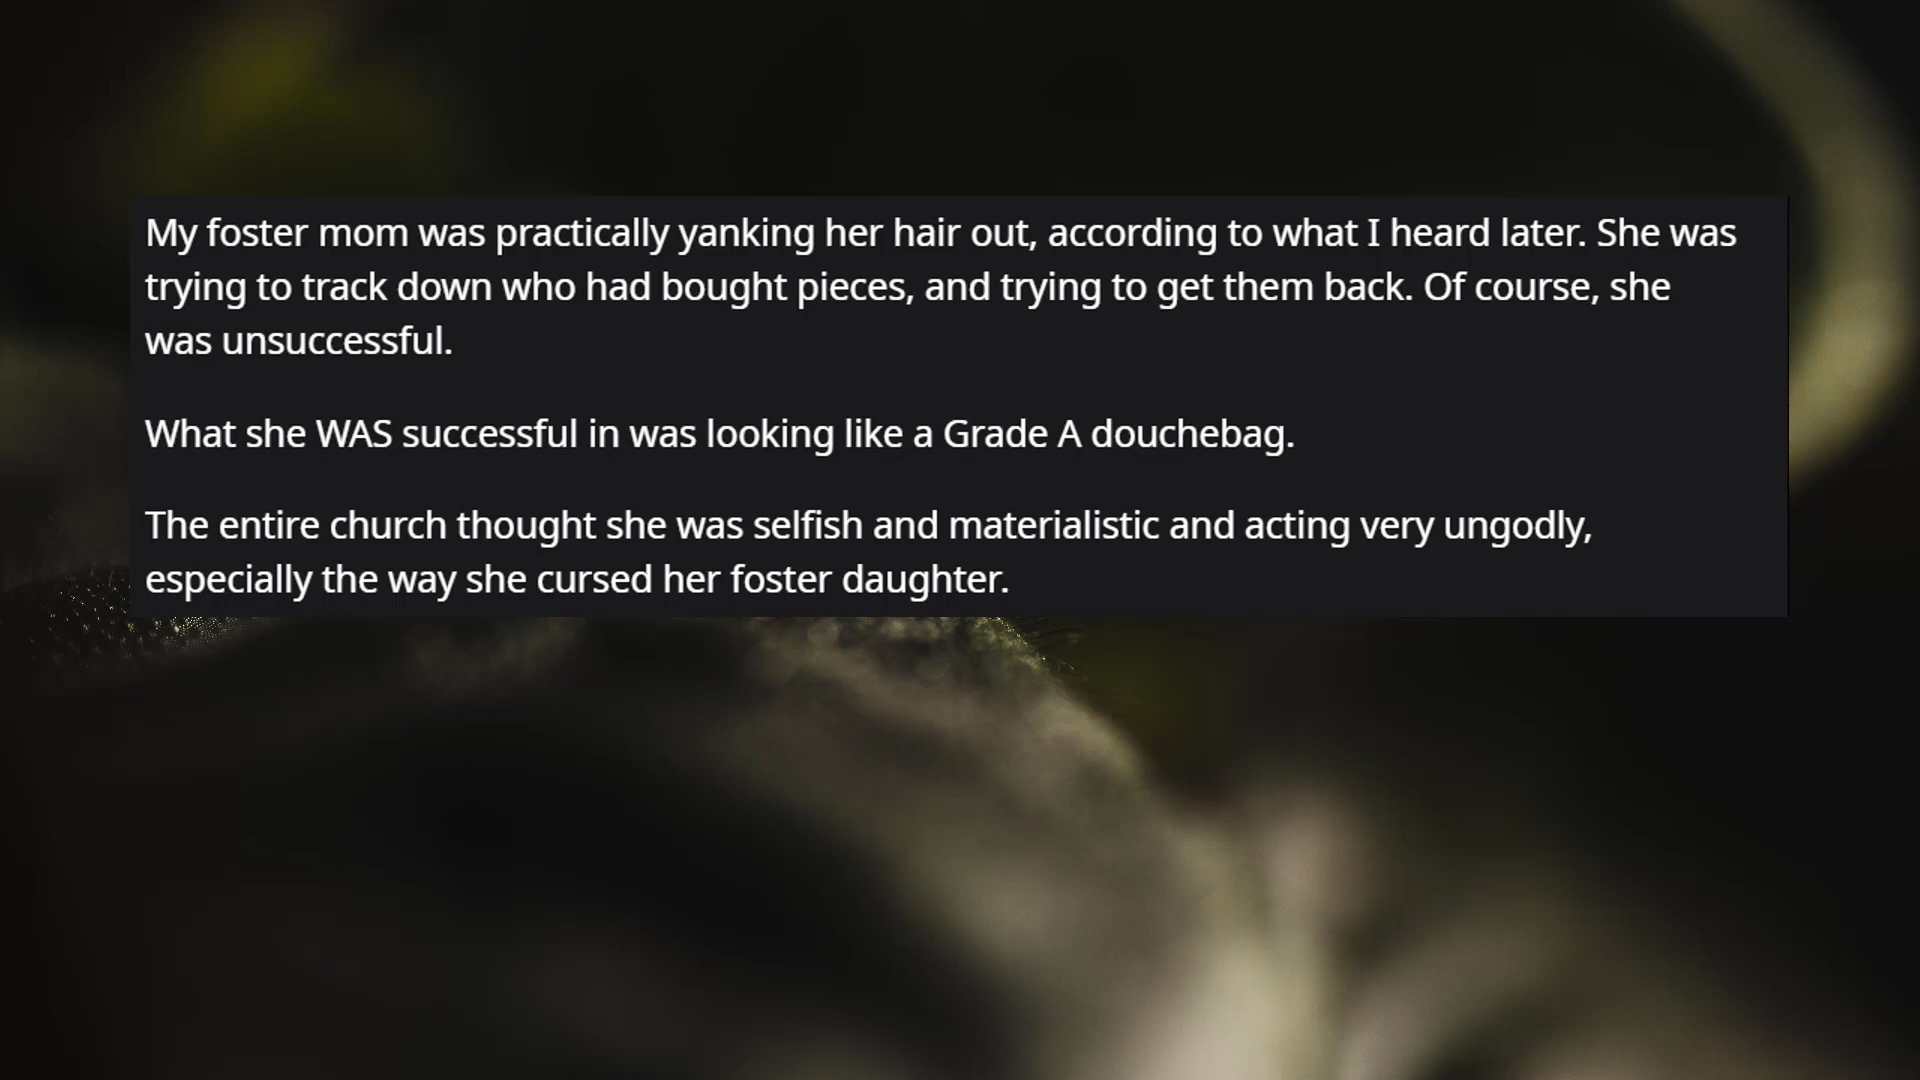 My foster mom was practically yanking her hair out, according to what I heard later. She was
trying to track down who had bought pieces, and trying to get them back. Of course, she
was unsuccessful.
What she WAS successful in was looking like a Grade A douchebag.
The entire church thought she was selfish and materialistic and acting very ungodly,
especially the way she cursed her foster daughter.